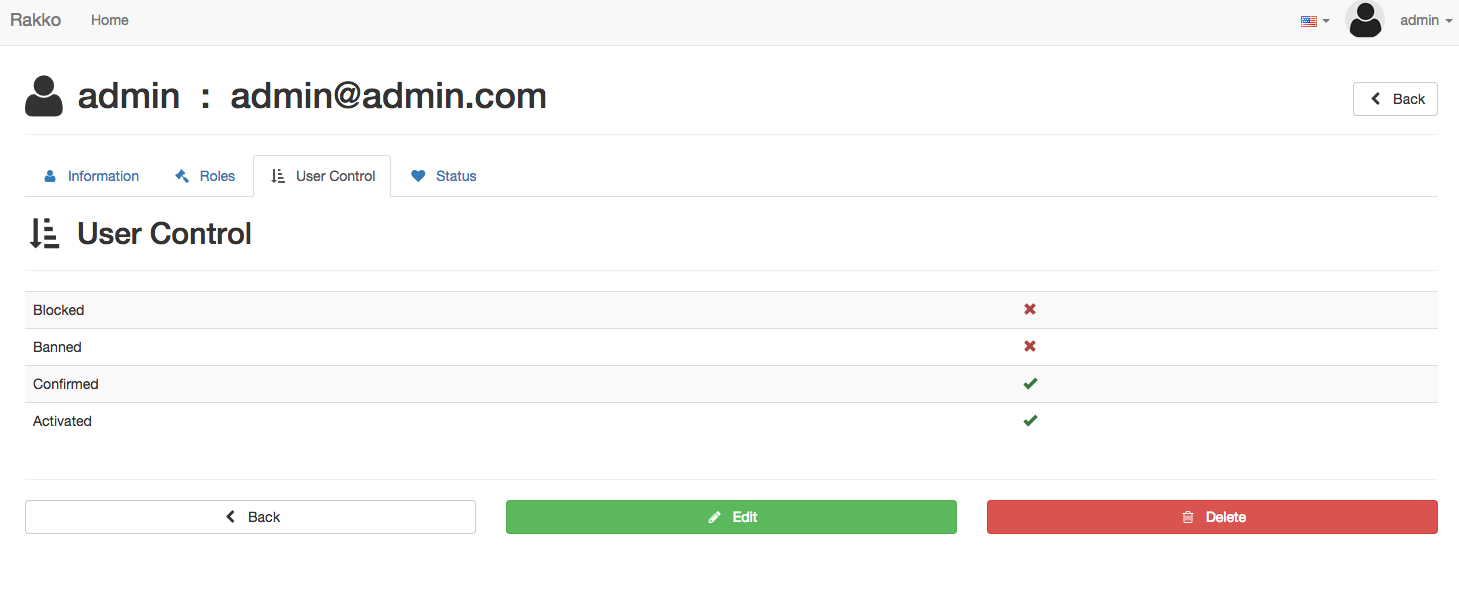 Rakko Home admin
admin : admin@admin.com
Back
Information Roles User Control Status
User Control
Blocked
Banned
Confirmed
Activated
Back Edit Delete